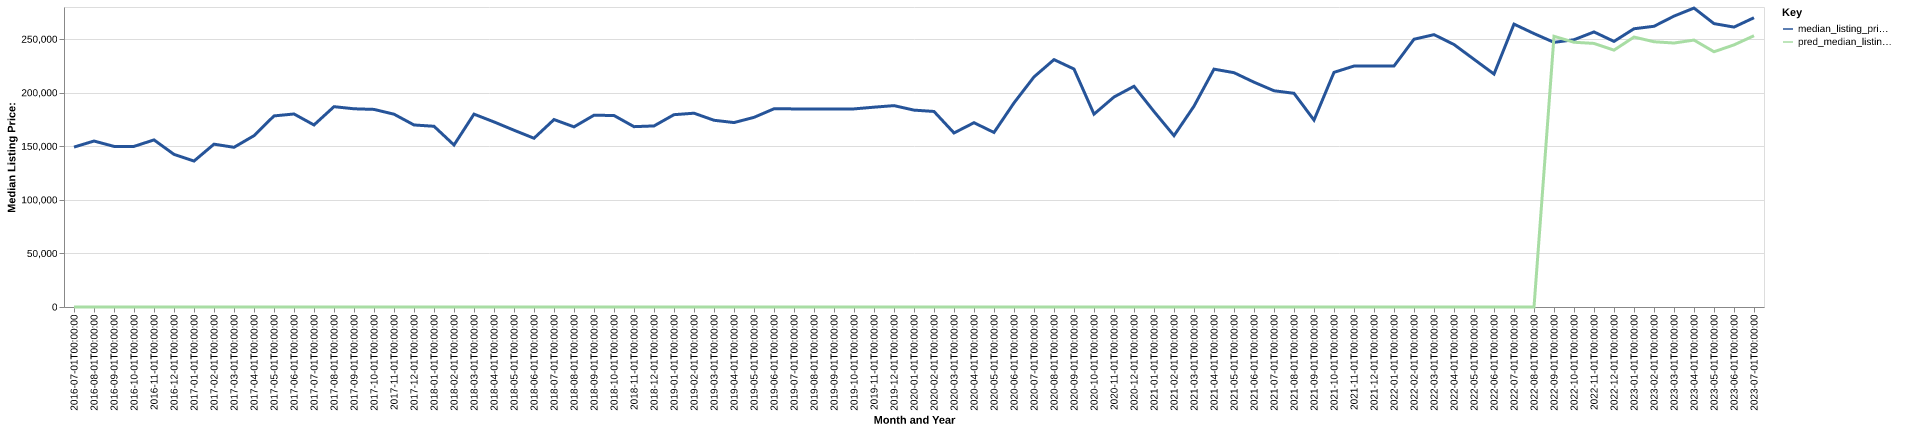 Key
median_listing_pri…
pred_median_listin…
Median Listing Price:
250,000
200,000
150,000
100,000
50,000
0
2016-07-01T00:00:00
2016-08-01T00:00:00
2016-09-01T00:00:00
2016-10-01T00:00:00
2016-11-01T00:00:00
2016-12-01T00:00:00
2017-01-01T00:00:00
2017-02-01T00:00:00
2017-03-01T00:00:00
2017-04-01T00:00:00
2017-05-01T00:00:00
2017-06-01T00:00:00
2017-07-01T00:00:00
2017-08-01T00:00:00
2017-09-01T00:00:00
2017-10-01T00:00:00
2017-11-01T00:00:00
2017-12-01T00:00:00
2018-01-01T00:00:00
2018-02-01T00:00:00
2018-03-01T00:00:00
2018-04-01T00:00:00
2018-05-01T00:00:00
2018-06-01T00:00:00
2018-07-01T00:00:00
2018-08-01T00:00:00
2018-09-01T00:00:00
2018-10-01T00:00:00
2018-11-01T00:00:00
2018-12-01T00:00:00
2019-01-01T00:00:00
2019-02-01T00:00:00
2019-03-01T00:00:00
2019-04-01T00:00:00
2019-05-01T00:00:00
2019-06-01T00:00:00
2019-07-01T00:00:00
2019-08-01T00:00:00
2019-09-01T00:00:00
2019-10-01T00:00:00
2019-11-01T00:00:00
2019-12-01T00:00:00
2020-01-01T00:00:00
2020-02-01T00:00:00
2020-03-01T00:00:00
2020-04-01T00:00:00
2020-05-01T00:00:00
2020-06-01T00:00:00
2020-07-01T00:00:00
2020-08-01T00:00:00
2020-09-01T00:00:00
2020-10-01T00:00:00
2020-11-01T00:00:00
2020-12-01T00:00:00
2021-01-01T00:00:00
2021-02-01T00:00:00
2021-03-01T00:00:00
2021-04-01T00:00:00
2021-05-01T00:00:00
2021-06-01T00:00:00
2021-07-01T00:00:00
2021-08-01T00:00:00
2021-09-01T00:00:00
2021-10-01T00:00:00
2021-11-01T00:00:00
2021-12-01T00:00:00
2022-01-01T00:00:00
2022-02-01T00:00:00
2022-03-01T00:00:00
2022-04-01T00:00:00
2022-05-01T00:00:00
2022-06-01T00:00:00
2022-07-01T00:00:00
2022-08-01T00:00:00
2022-09-01T00:00:00
2022-10-01T00:00:00
2022-11-01T00:00:00
2022-12-01T00:00:00
2023-01-01T00:00:00
2023-02-01T00:00:00
2023-03-01T00:00:00
2023-04-01T00:00:00
2023-05-01T00:00:00
2023-06-01T00:00:00
2023-07-01T00:00:00
Month and Year